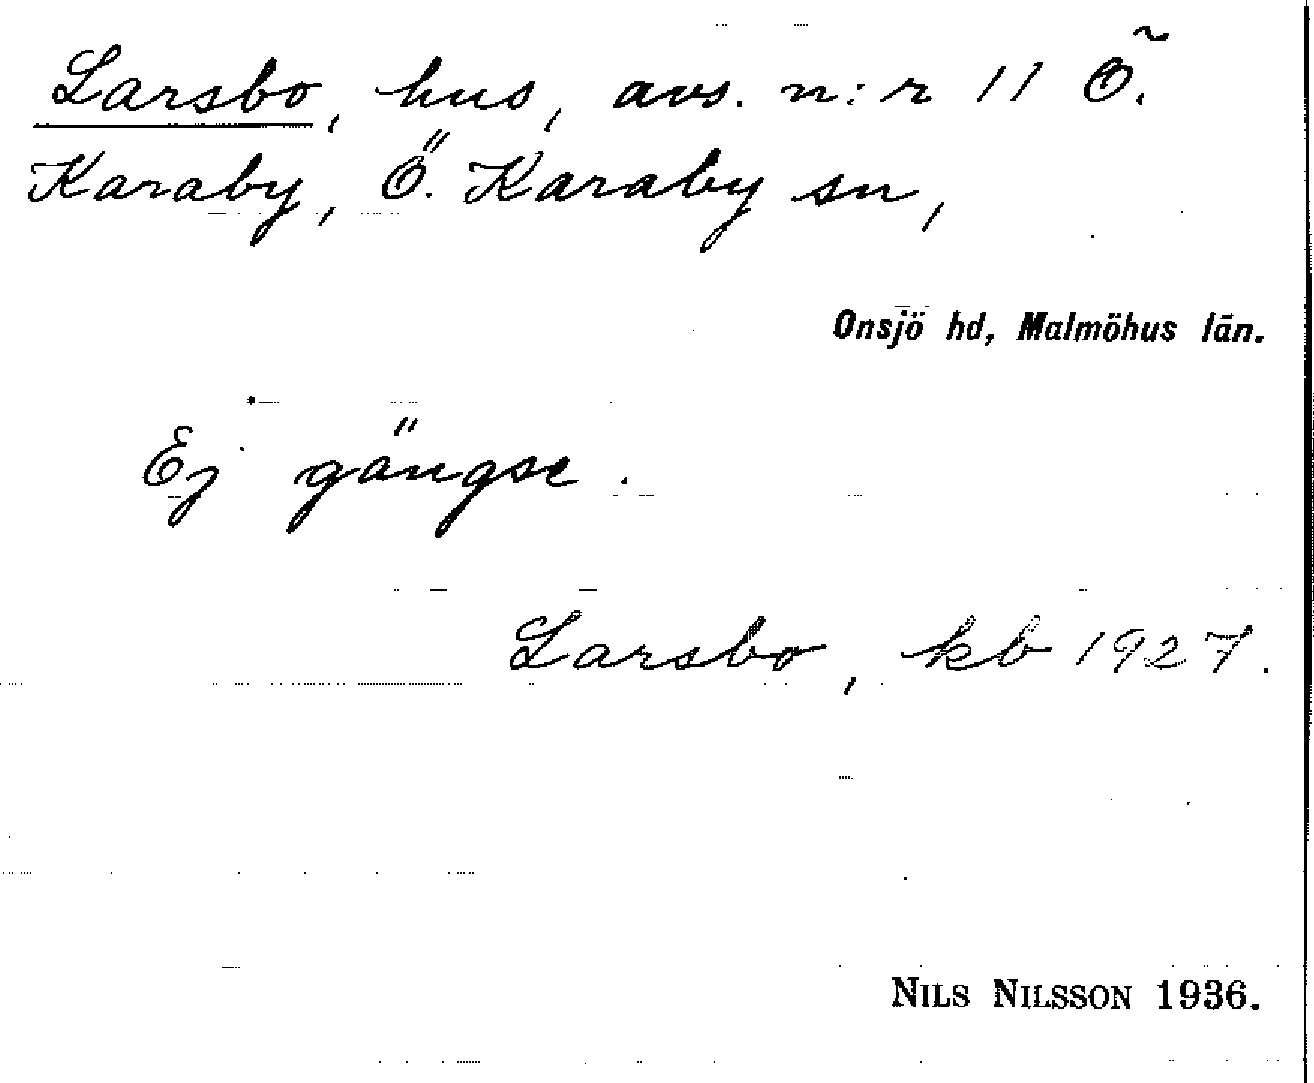 Larsbo, hus, avs. n:r 11 Ö.
Karaby, Ö. Karaby sn,
Onsjö hd, Malmöhus län.
Ej gängse.
Larsbo, kb 1927.
NILS NILSSON 1936.